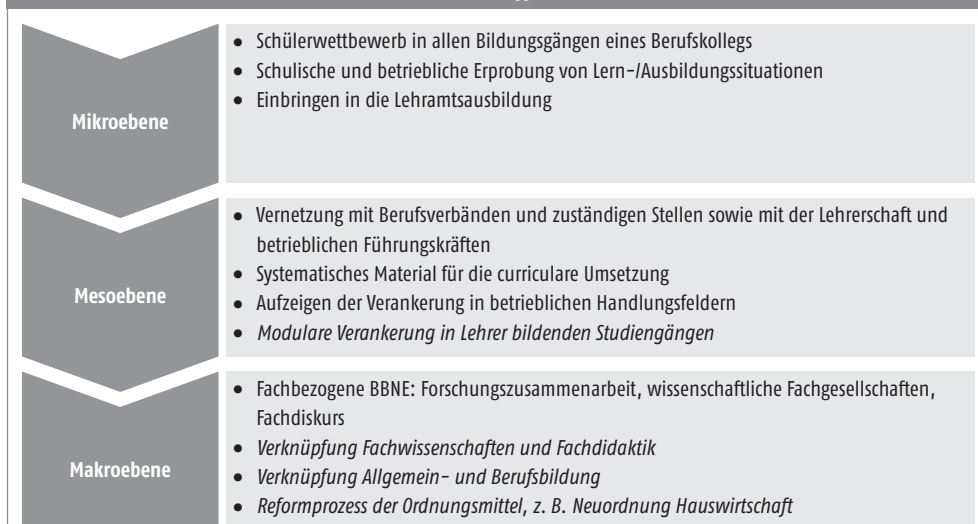 Mikroebene
• Schülerwettbewerb in allen Bildungsgängen eines Berufskollegs
• Schulische und betriebliche Erprobung von Lern-/Ausbildungssituationen
• Einbringen in die Lehramtsausbildung
Mesoebene
• Vernetzung mit Berufsverbänden und zuständigen Stellen sowie mit der Lehrerschaft und
betrieblichen Führungskräften
• Systematisches Material für die curriculare Umsetzung
• Aufzeigen der Verankerung in betrieblichen Handlungsfeldern
• Modulare Verankerung in Lehrer bildenden Studiengängen
Makroebene
• Fachbezogene BBNE: Forschungszusammenarbeit, wissenschaftliche Fachgesellschaften,
Fachdiskurs
• Verknüpfung Fachwissenschaften und Fachdidaktik
• Verknüpfung Allgemein- und Berufsbildung
• Reformprozess der Ordnungsmittel, z. B. Neuordnung Hauswirtschaft